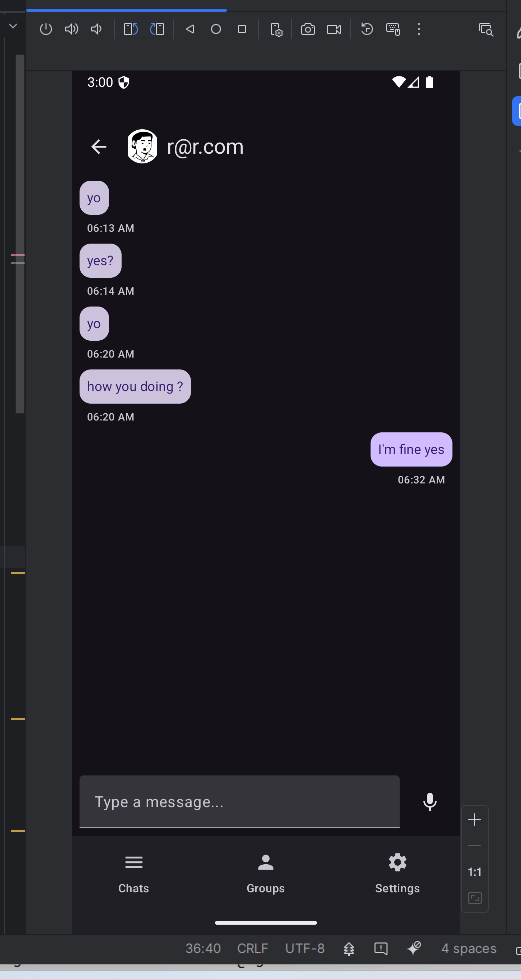 3:00
r@r.com
yo
06:13 AM
yes?
06:14 AM
yo
06:20 AM
how you doing ?
06:20 AM
I'm fine yes
06:32 AM
Type a message...
1:1
Chats Groups Settings
36:40 CRLF UTF-8 4 spaces